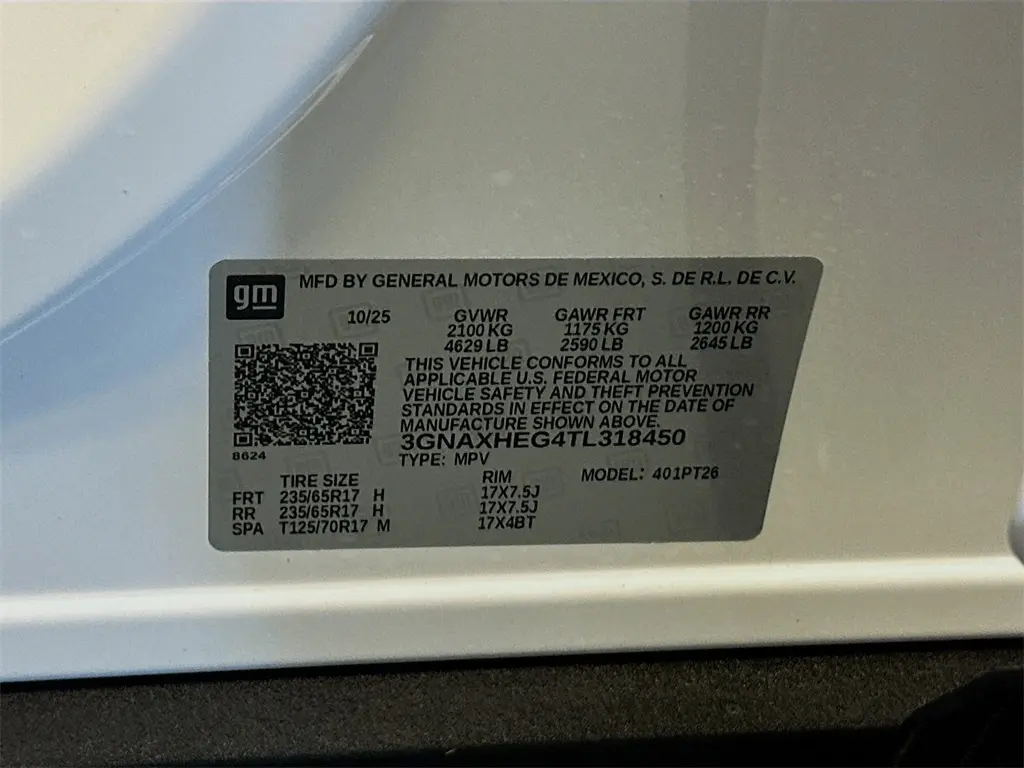 gm MFD BY GENERAL MOTORS DE MEXICO, S. DE R.L. DE C.V.
10/25 GVWR GAWR FRT GAWR RR
2100 KG 1175 KG 1200 KG
4629 LB 2590 LB 2645 LB
THIS VEHICLE CONFORMS TO ALL
APPLICABLE U.S. FEDERAL MOTOR
VEHICLE SAFETY AND THEFT PREVENTION
STANDARDS IN EFFECT ON THE DATE OF
MANUFACTURE SHOWN ABOVE.
3GNAXHEG4TL318450
8624
TYPE: MPV
TIRE SIZE RIM MODEL: 401PT26
FRT 235/65R17 H 17X7.5J
RR 235/65R17 H 17X7.5J
SPA T125/70R17 M 17X4BT